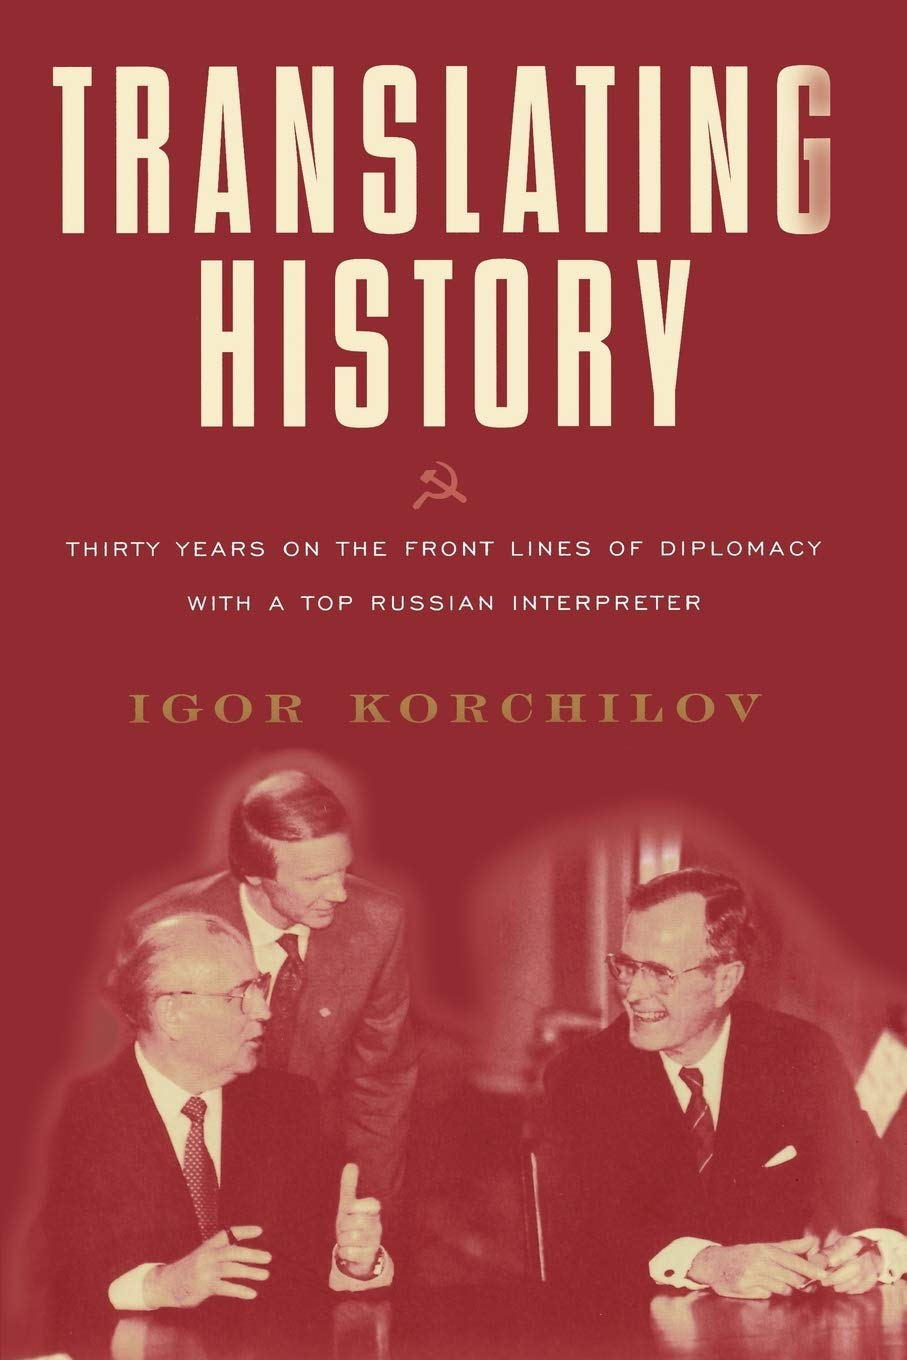 TRANSLATING
HISTORY
THIRTY YEARS ON THE FRONT LINES OF DIPLOMACY
WITH A TOP RUSSIAN INTERPRETER
IGOR KORCHILOV